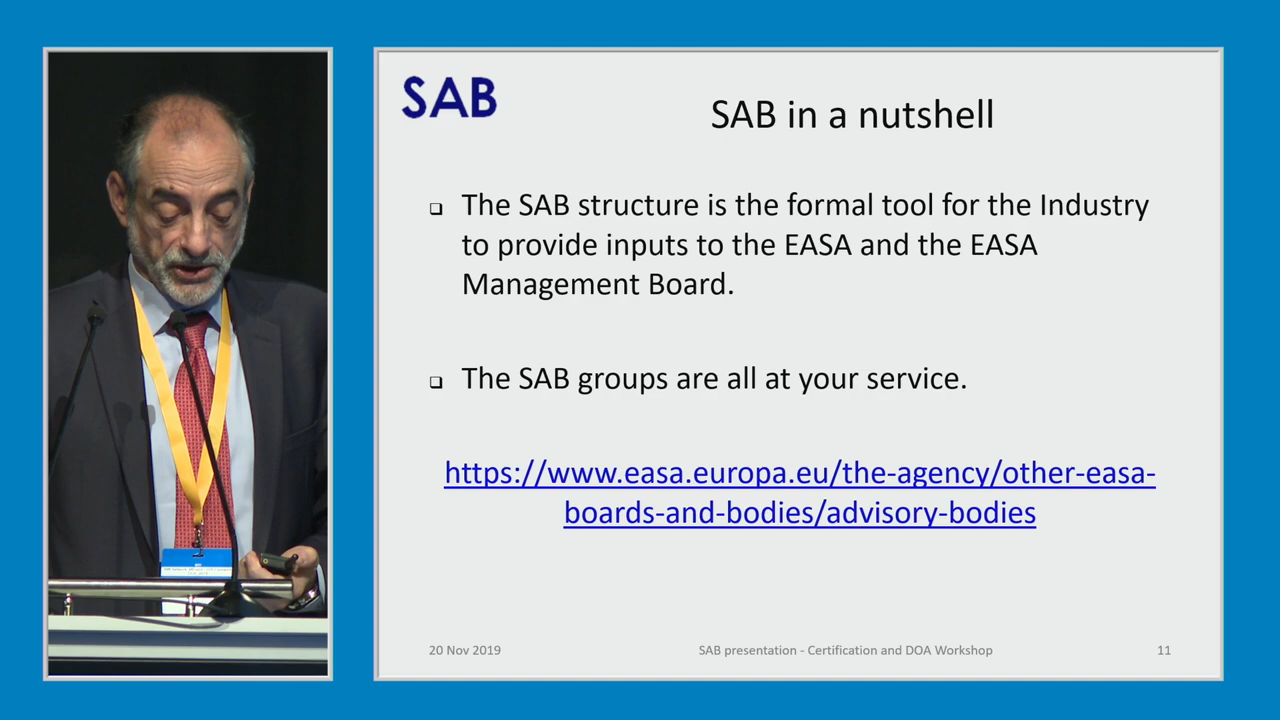 SAB
SAB in a nutshell
❑ The SAB structure is the formal tool for the Industry
to provide inputs to the EASA and the EASA
Management Board.
❑ The SAB groups are all at your service.
https://www.easa.europa.eu/the-agency/other-easa-
boards-and-bodies/advisory-bodies
20 Nov 2019
SAB presentation - Certification and DOA Workshop
11